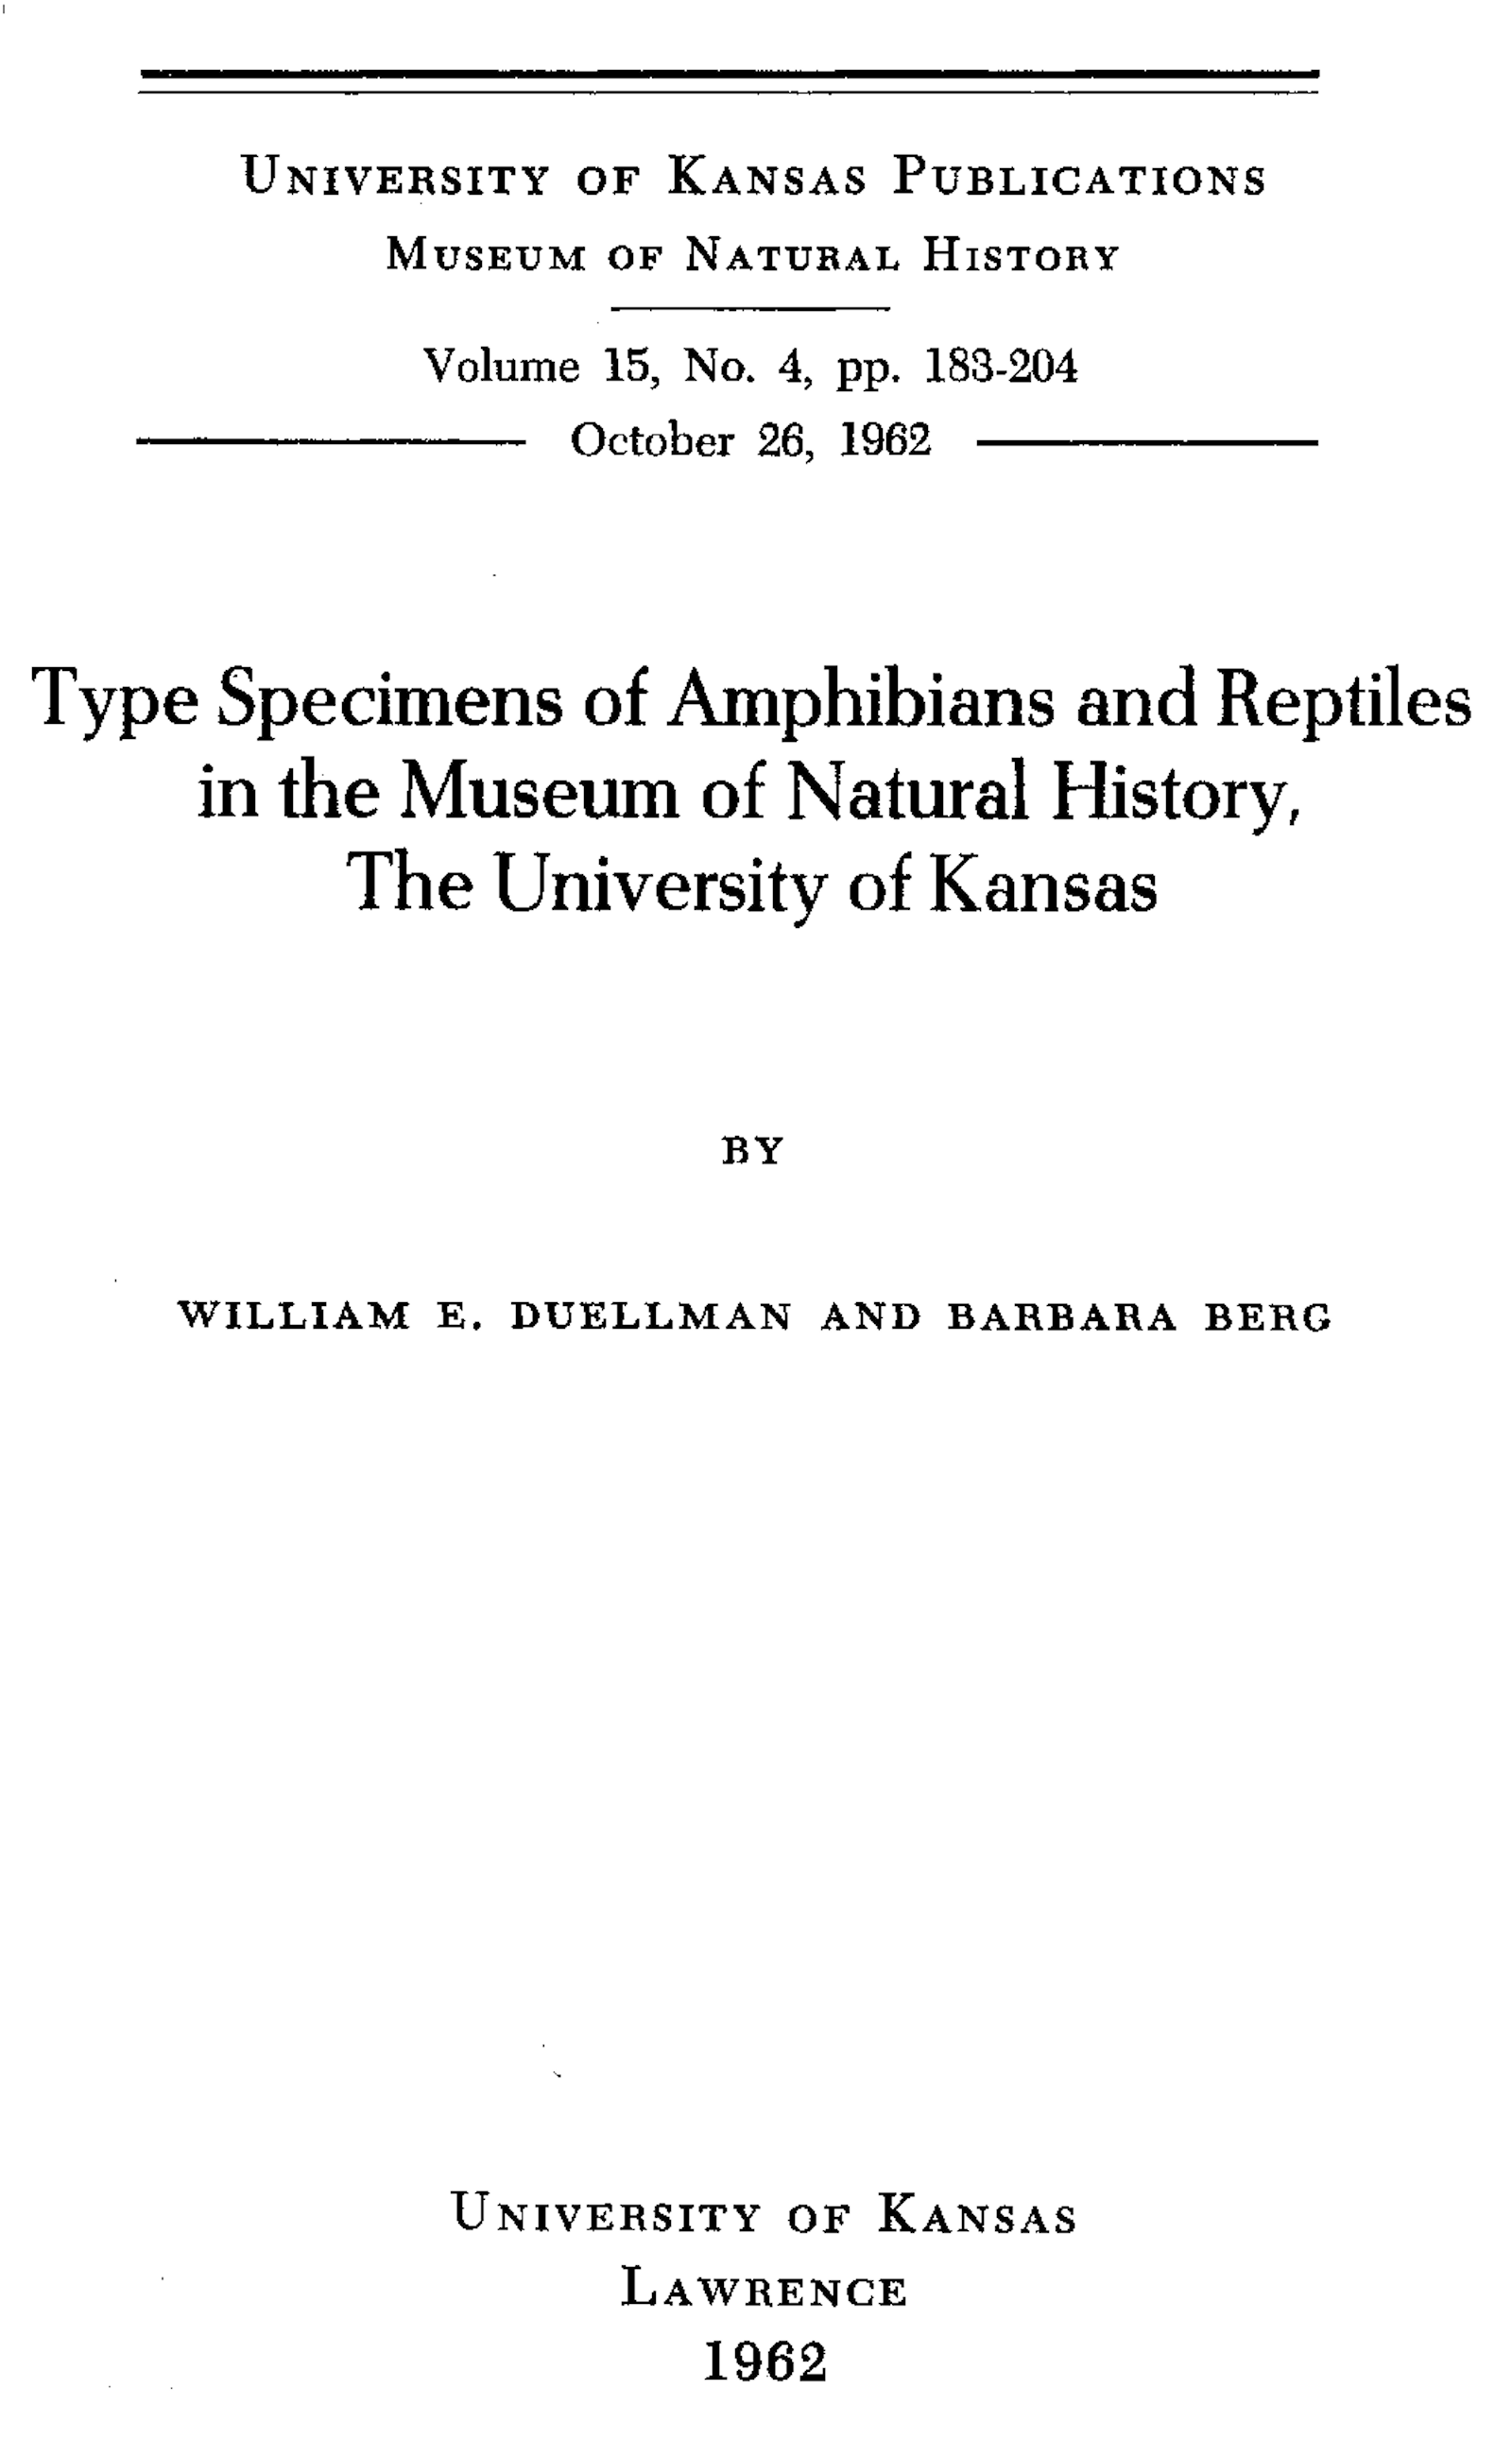 University of Kansas Publications
Museum of Natural History
Volume 15, No. 4, pp. 183-204
October 26, 1962
Type Specimens of Amphibians and Reptiles
in the Museum of Natural History,
The University of Kansas
BY
WILLIAM E. DUELLMAN AND BARBARA BERG
University of Kansas
Lawrence
1962